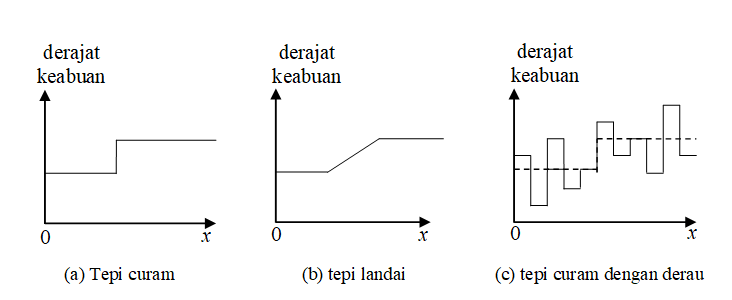 derajat
keabuan
0
x
(a) Tepi curam
derajat
keabuan
0
x
(b) tepi landai
derajat
keabuan
0
x
(c) tepi curam dengan derau